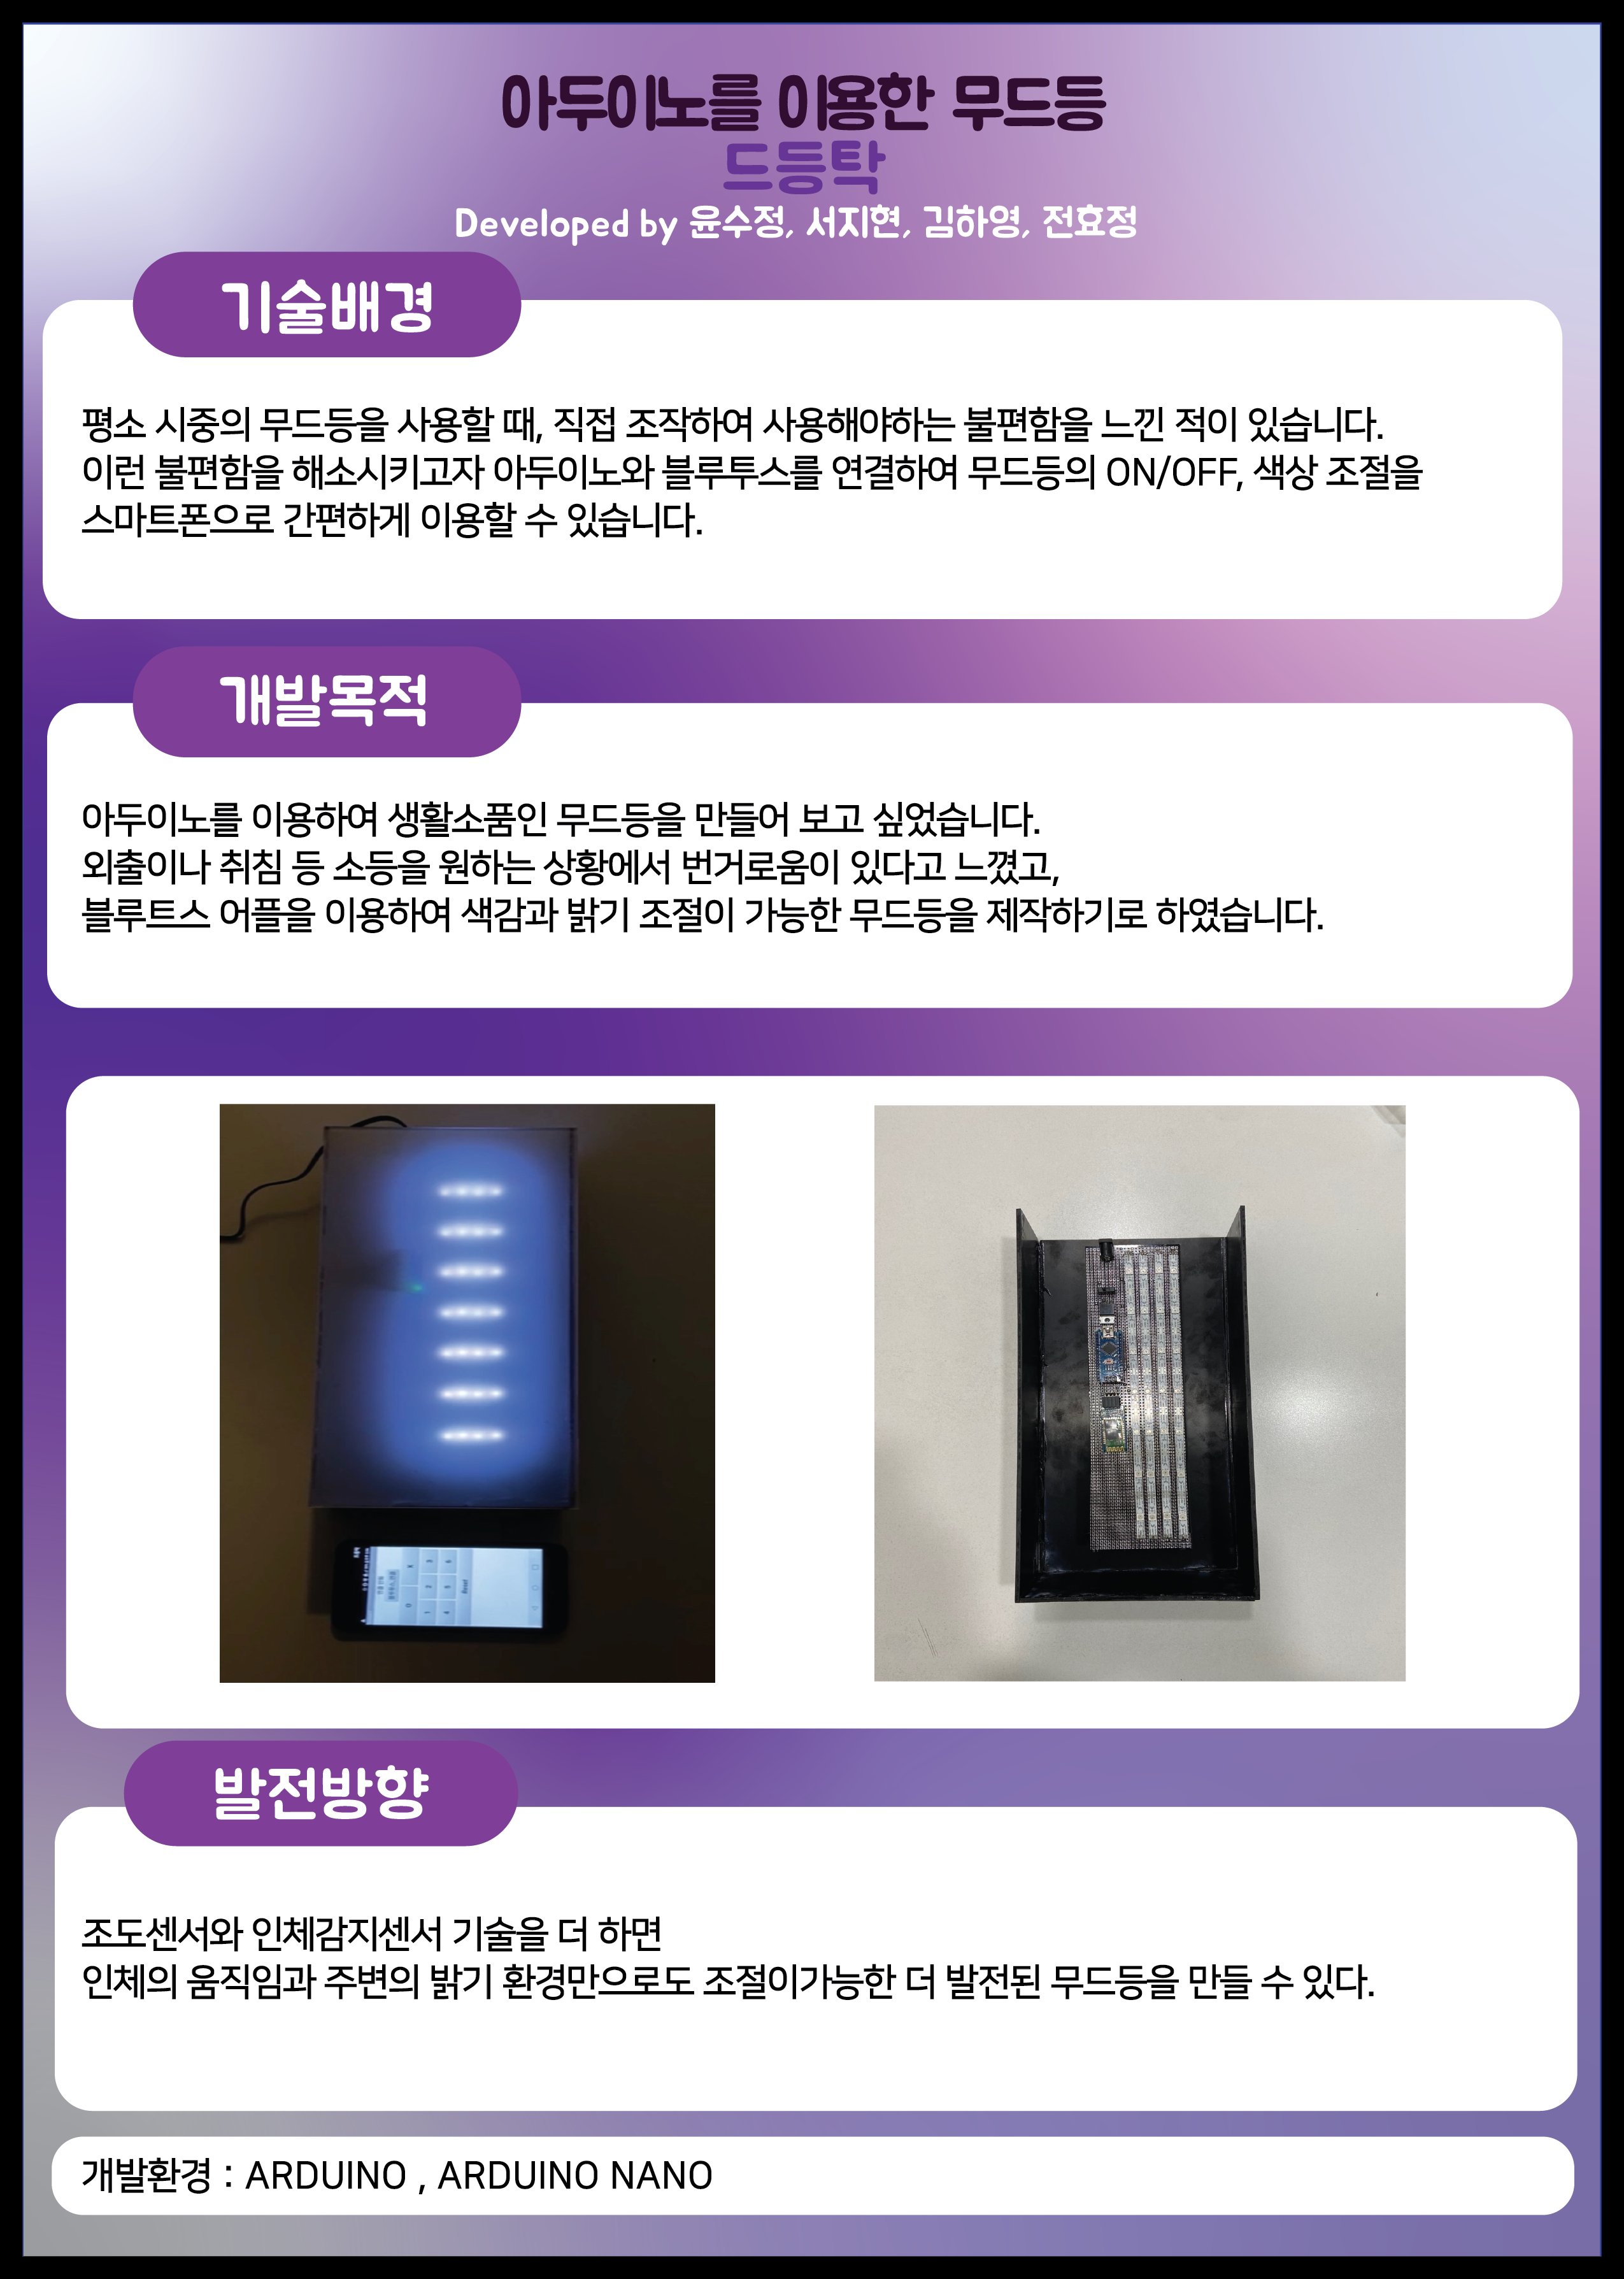 아두이노를 이용한 무드등
드등탁
Developed by 윤수정, 서지현, 김하영, 전효정
기술배경
평소 시중의 무드등을 사용할 때, 직접 조작하여 사용해야하는 불편함을 느낀 적이 있습니다.
이런 불편함을 해소시키고자 아두이노와 블루투스를 연결하여 무드등의 ON/OFF, 색상 조절을
스마트폰으로 간편하게 이용할 수 있습니다.
개발목적
아두이노를 이용하여 생활소품인 무드등을 만들어 보고 싶었습니다.
외출이나 취침 등 소등을 원하는 상황에서 번거로움이 있다고 느꼈고,
블루트스 어플을 이용하여 색감과 밝기 조절이 가능한 무드등을 제작하기로 하였습니다.
발전방향
조도센서와 인체감지센서 기술을 더 하면
인체의 움직임과 주변의 밝기 환경만으로도 조절이가능한 더 발전된 무드등을 만들 수 있다.
개발환경 : ARDUINO , ARDUINO NANO